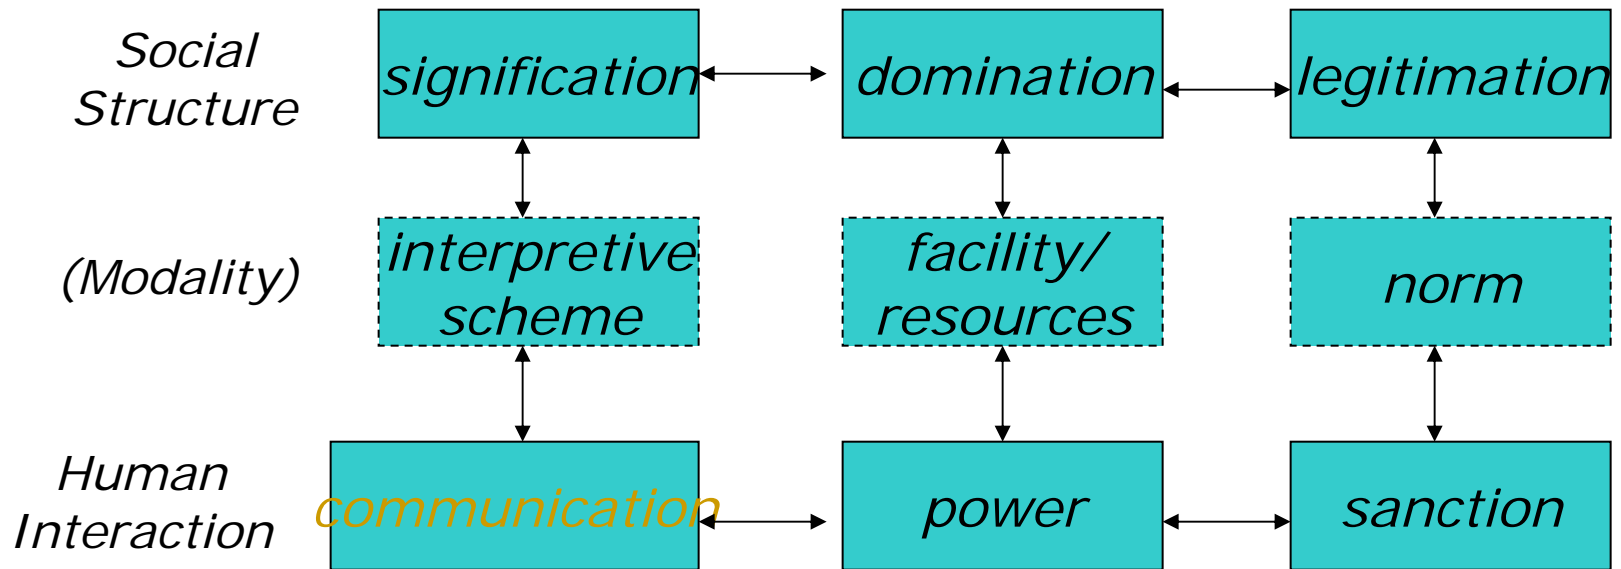 Social
Structure
signification
domination
legitimation
(Modality)
interpretive
scheme
facility/
resources
norm
Human
Interaction
communication
power
sanction